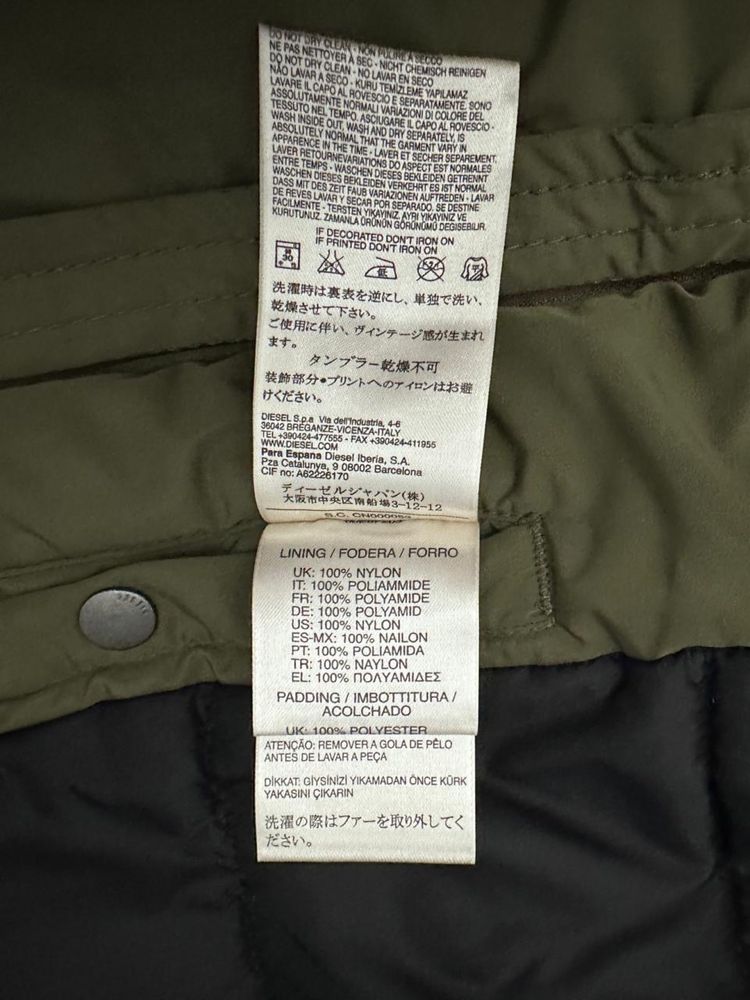 DO NOT DRY CLEAN - NON PULIRE A SECCO
NE PAS NETTOYER A SEC - NICHT CHEMISCH REINIGEN
DO NOT DRY CLEAN - NO LAVAR EN SECO
NÃO LAVAR A SECO - KURU TEMIZLEME YAPILAMAZ
LAVARE IL CAPO AL ROVESCIO E SEPARATAMENTE. SONO
ASSOLUTAMENTE NORMALI VARIAZIONI DI COLORE DEL
TESSUTO NEL TEMPO. ASCIUGARE IL CAPO AL ROVESCIO -
WASH INSIDE OUT, WASH AND DRY SEPARATELY, IS
ABSOLUTELY NORMAL THAT THE GARMENT VARY IN
APPARENCE IN THE TIME - LAVER ET SECHER SEPAREMENT.
LAVER RETOURNEVARIATIONS DO ASPECT EST NORMALES
ENTRE TEMPS - WASCHEN DIESES BEKLEIDEN GETRENNT
WASCHEN DIESES BEKLEIDEN VERKEHRT ES IST NORMAL
DASS MIT DES ZEIT FAUB VARIATIONEN AUFTREDEN - LAVAR
DE REVES LAVAR Y SECAR POR SEPARADO. SE DESTINE
FACILMENTE - TERSTEN YIKAYINIZ, AYRI YIKAYINIZ VE
KURUTUNUZ. ZAMANLA ÜRÜNÜN GÖRÜNÜMÜ DEGISEBILIR.
IF DECORATED DON'T IRON ON
IF PRINTED DON'T IRON ON
30
低
洗濯時は裏表を逆にし、単独で洗い、
乾燥させて下さい。
ご使用に伴い、ヴィンテージ感が生まれ
ます。
タンブラー乾燥不可
装飾部分•プリントへのアイロンはお避
けください。
DIESEL S.p.a Via dell'Industria, 4-6
36042 BREGANZE-VICENZA-ITALY
TEL +390424-477555 - FAX +390424-411955
WWW.DIESEL.COM
Para Espana Diesel Iberia, S.A.
Pza Catalunya, 9 08002 Barcelona
CIF no: A62226170
ディーゼルジャパン(株)
大阪市中央区南船場3-12-12
S.C. CN000053
LINING / FODERA / FORRO
UK: 100% NYLON
IT: 100% POLIAMMIDE
FR: 100% POLYAMIDE
DE: 100% POLYAMID
US: 100% NYLON
ES-MX: 100% NAILON
PT: 100% POLIAMIDA
TR: 100% NAYLON
EL: 100% ΠΟΛΥΑΜΙΔΕΣ
PADDING / IMBOTTITURA /
ACOLCHADO
UK: 100% POLYESTER
ATENÇÃO: REMOVER A GOLA DE PÊLO
ANTES DE LAVAR A PEÇA
DİKKAT: GİYSİNİZİ YIKAMADAN ÖNCE KÜRK
YAKASINI ÇIKARIN
洗濯の際はファーを取り外してく
ださい。